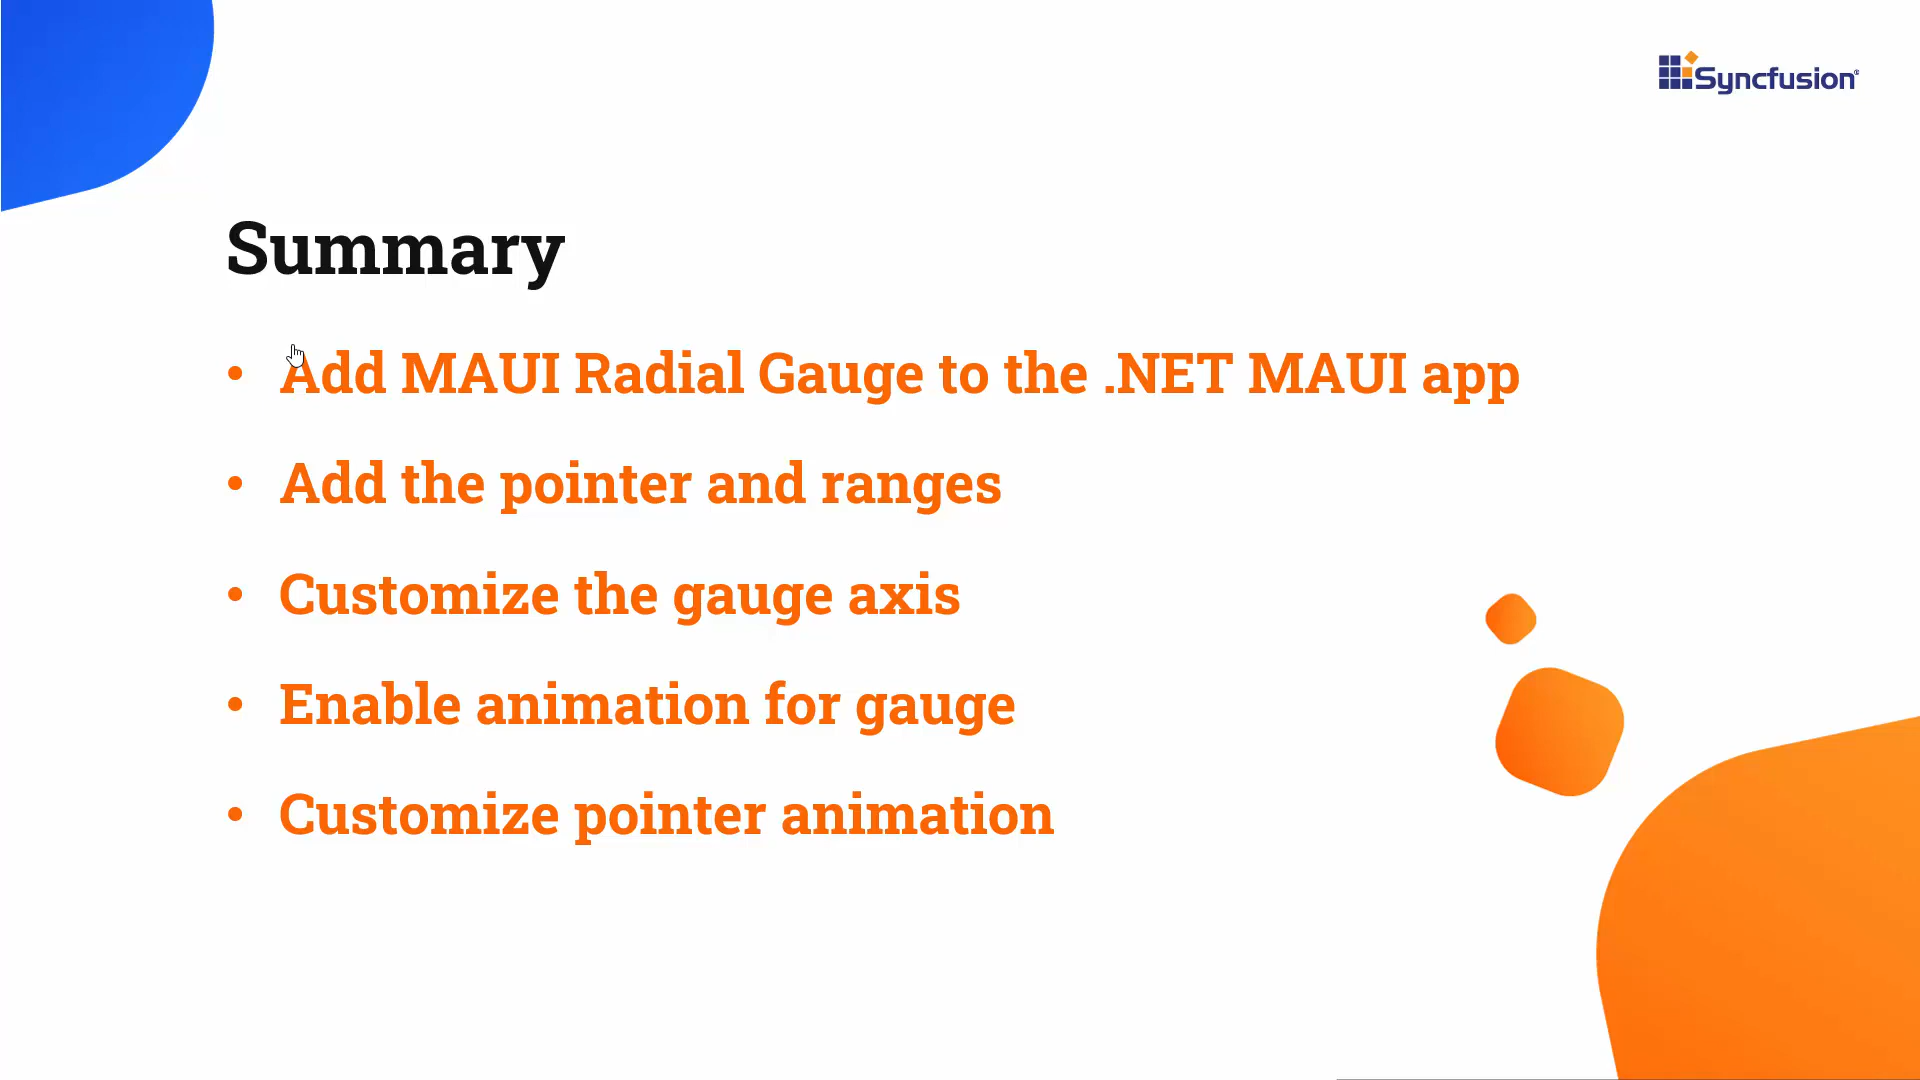 Syncfusion®
Summary
• Add MAUI Radial Gauge to the .NET MAUI app
• Add the pointer and ranges
• Customize the gauge axis
• Enable animation for gauge
• Customize pointer animation